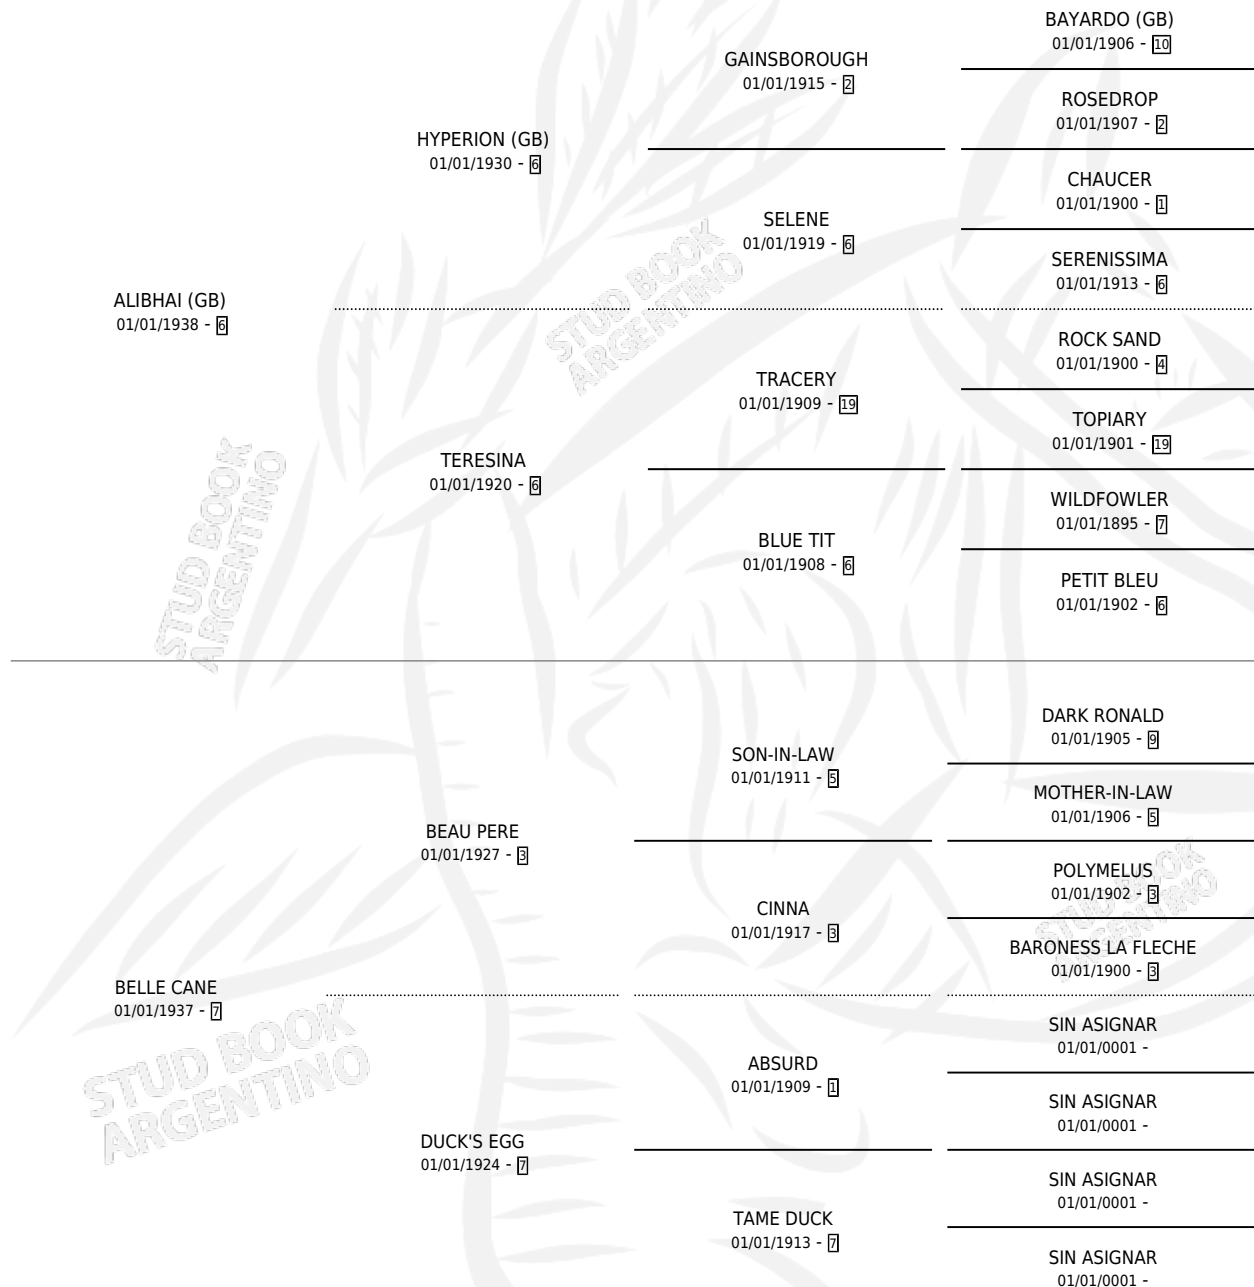 BAYARDO (GB)
01/01/1906 - 10
GAINSBOROUGH
01/01/1915 - 2
ROSEDROP
01/01/1907 - 2
HYPERION (GB)
01/01/1930 - 6
CHAUCER
01/01/1900 - 1
SELENE
01/01/1919 - 6
SERENISSIMA
01/01/1913 - 6
ALIBHAI (GB)
01/01/1938 - 6
ROCK SAND
01/01/1900 - 4
TRACERY
01/01/1909 - 19
TOPIARY
01/01/1901 - 19
TERESINA
01/01/1920 - 6
WILDFOWLER
01/01/1895 - 7
BLUE TIT
01/01/1908 - 6
PETIT BLEU
01/01/1902 - 6
DARK RONALD
01/01/1905 - 9
SON-IN-LAW
01/01/1911 - 5
MOTHER-IN-LAW
01/01/1906 - 5
BEAU PERE
01/01/1927 - 3
POLYMELUS
01/01/1902 - 3
CINNA
01/01/1917 - 3
BARONESS LA FLECHE
01/01/1900 - 3
BELLE CANE
01/01/1937 - 7
SIN ASIGNAR
01/01/0001 -
ABSURD
01/01/1909 - 1
SIN ASIGNAR
01/01/0001 -
DUCK'S EGG
01/01/1924 - 7
SIN ASIGNAR
01/01/0001 -
TAME DUCK
01/01/1913 - 7
SIN ASIGNAR
01/01/0001 -
STUD BOOK
ARGENTINO
STUD BOOK
ARGENTINO
STUD BOOK
ARGENTINO
STUD BOOK
ARGENTINO